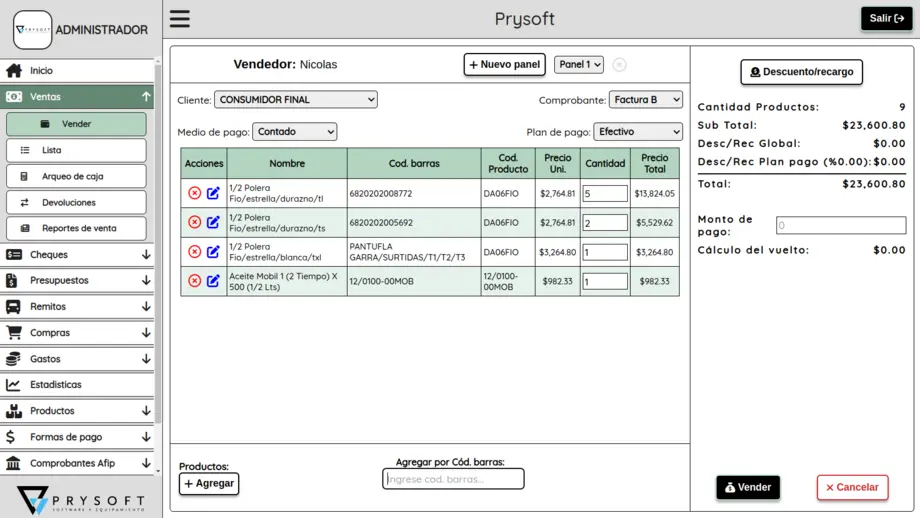 PRYSOFT
ADMINISTRADOR
Prysoft
Salir
Inicio
Ventas
Vender
Lista
Arqueo de caja
Devoluciones
Reportes de venta
Cheques
Presupuestos
Remitos
Compras
Gastos
Estadisticas
Productos
Formas de pago
Comprobantes Afip
PRYSOFT
SOFTWARE Y EQUIPAMIENTO
Vendedor: Nicolas
+ Nuevo panel
Panel 1
Cliente: CONSUMIDOR FINAL
Comprobante: Factura B
Medio de pago: Contado
Plan de pago: Efectivo
Acciones Nombre Cod. barras Cod. Producto Precio Uni. Cantidad Precio Total
1/2 Polera Fio/estrella/durazno/tl 6820202008772 DA06FIO $2,764.81 5 $13,824.05
1/2 Polera Fio/estrella/durazno/ts 6820202005692 DA06FIO $2,764.81 2 $5,529.62
1/2 Polera Fio/estrella/blanca/txl PANTUFLA GARRA/SURTIDAS/T1/T2/T3 DA06FIO $3,264.80 1 $3,264.80
Aceite Mobil 1 (2 Tiempo) X 500 (1/2 Lts) 12/0100-00MOB 12/0100-00MOB $982.33 1 $982.33
Productos:
+ Agregar
Agregar por Cód. barras:
Ingrese cod. barras...
Descuento/recargo
Cantidad Productos: 9
Sub Total: $23,600.80
Desc/Rec Global: $0.00
Desc/Rec Plan pago (%0.00): $0.00
Total: $23,600.80
Monto de pago: 0
Cálculo del vuelto: $0.00
Vender
Cancelar